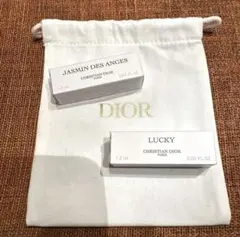 JASMIN DES ANGES
CHRISTIAN DIOR
PARIS
DIOR
LUCKY
CHRISTIAN DIOR
PARIS